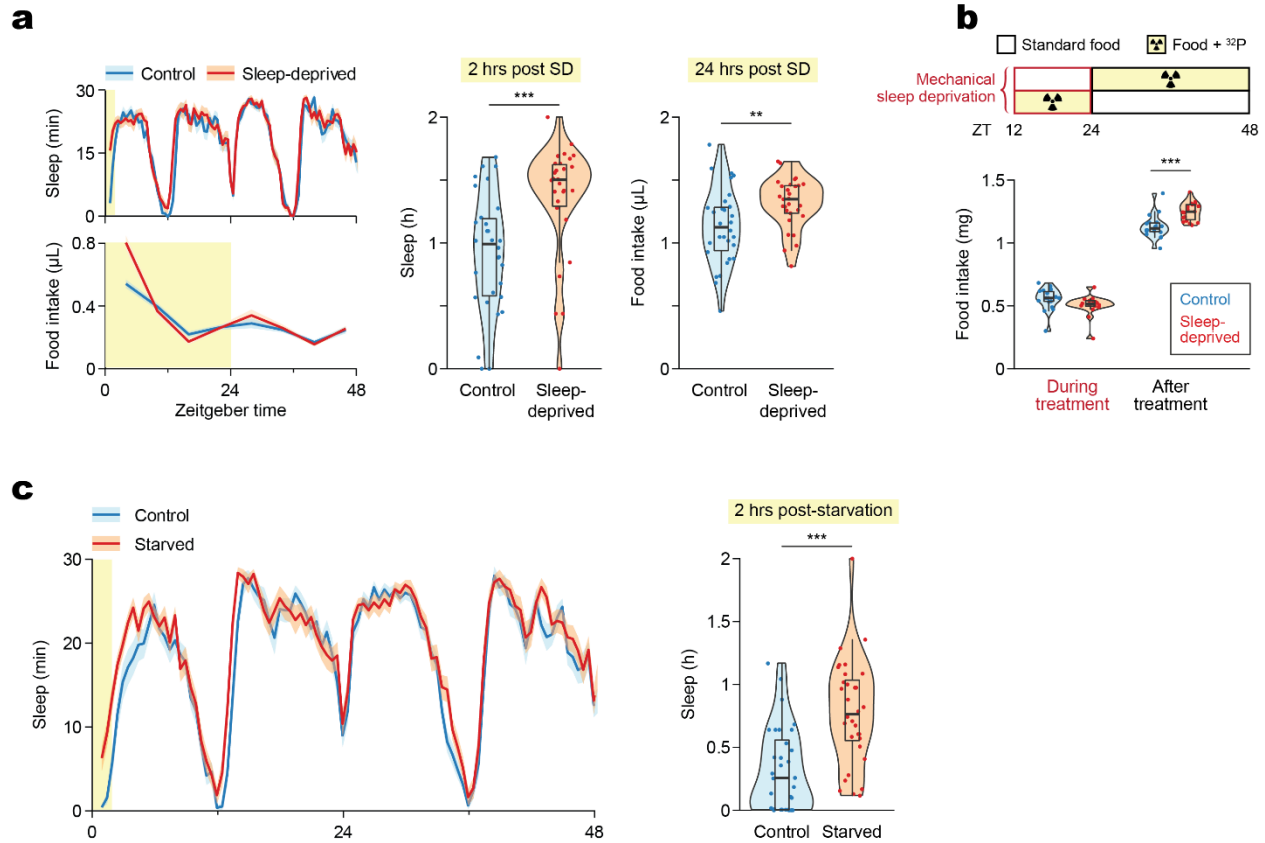 a
Control
Sleep-deprived
30
15
0
Sleep (min)
0.8
0.4
0
Food intake (µL)
0
24
48
Zeitgeber time
2 hrs post SD
***
2
1
0
Sleep (h)
Control
Sleep-
deprived
24 hrs post SD
**
2
1
0
Food intake (µL)
Control
Sleep-
deprived
b
Standard food
Food + ³²P
Mechanical
sleep deprivation
ZT
12
24
48
***
1.5
1
0.5
0
Food intake (mg)
Control
Sleep-
deprived
During
treatment
After
treatment
c
Control
Starved
30
20
10
0
Sleep (min)
0
24
48
2 hrs post-starvation
***
2
1
0.5
0
Sleep (h)
Control
Starved